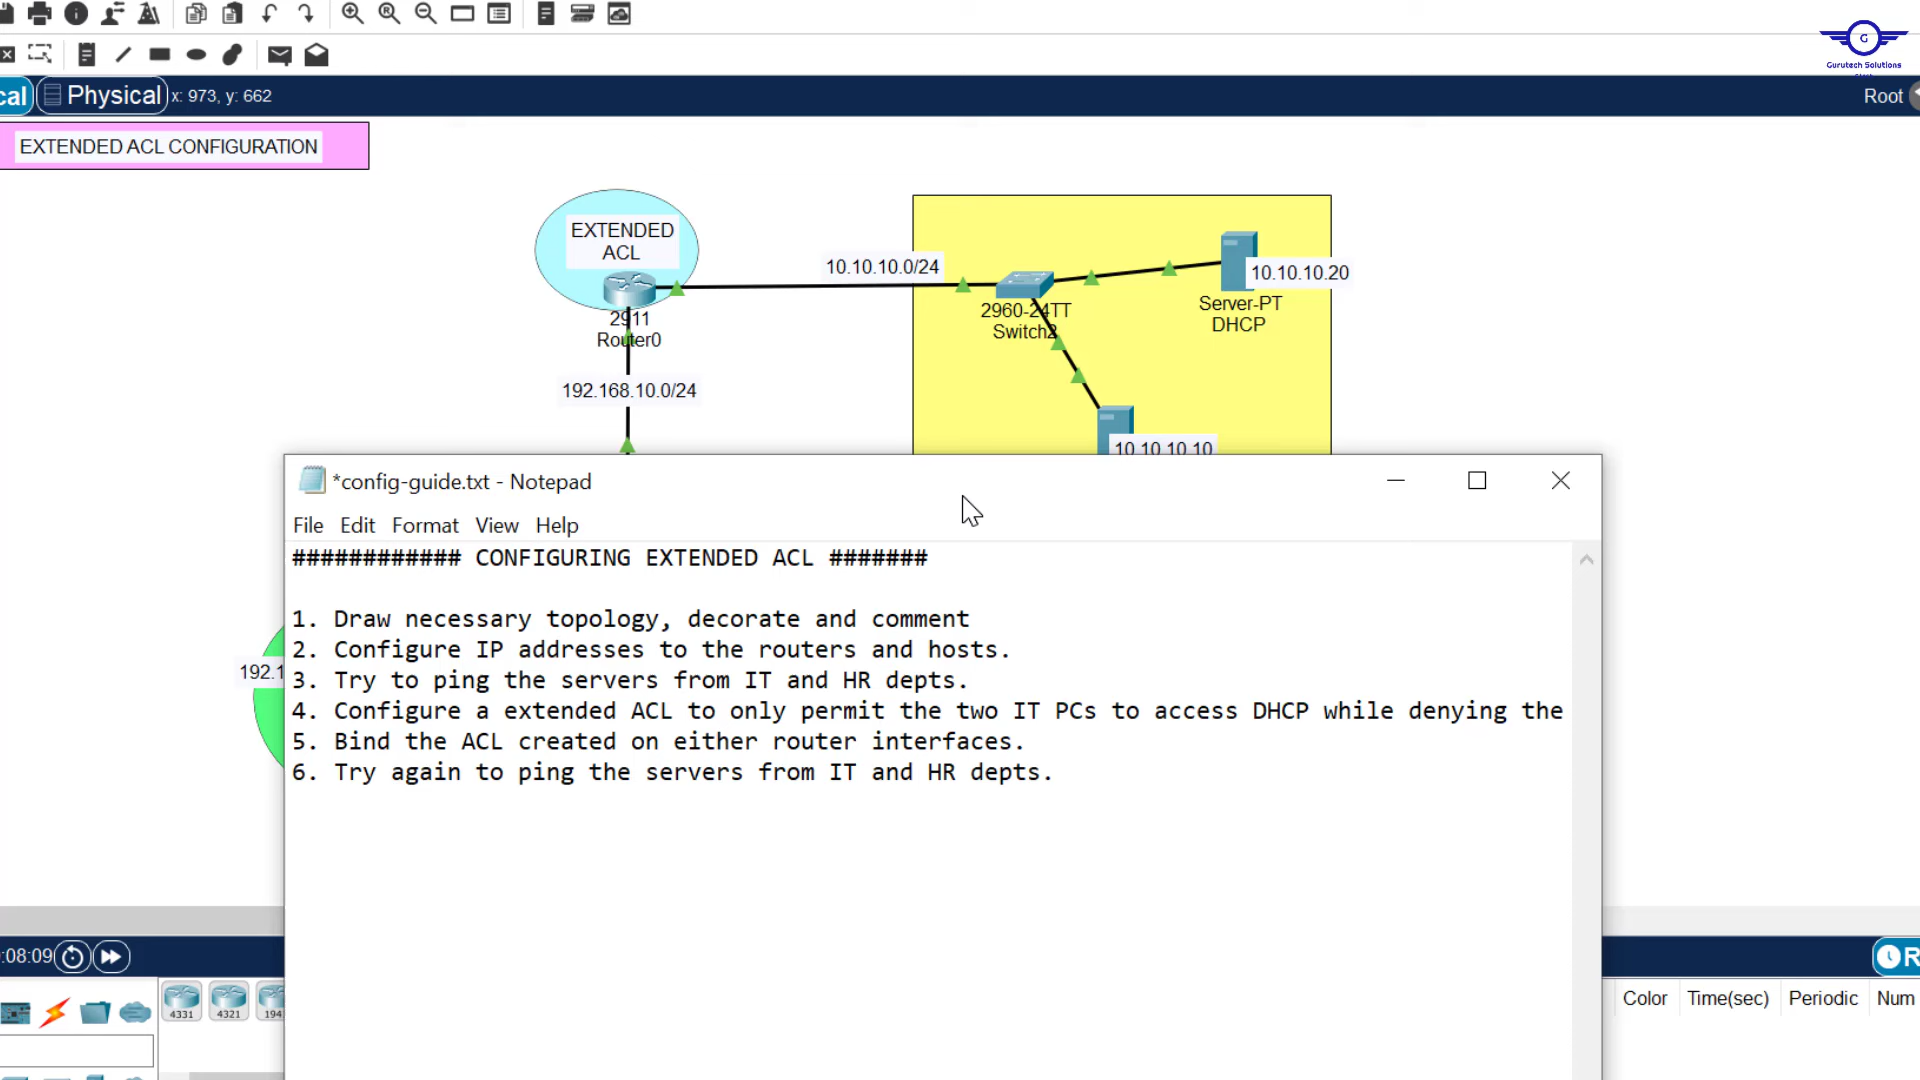 G
Gurutech Solutions
cal
Physical
x: 973, y: 662
Root
EXTENDED ACL CONFIGURATION
EXTENDED
ACL
10.10.10.0/24
10.10.10.20
2911
Router0
2960-24TT
Switch2
Server-PT
DHCP
192.168.10.0/24
10.10.10.10
*config-guide.txt - Notepad
File Edit Format View Help
############ CONFIGURING EXTENDED ACL #######
1. Draw necessary topology, decorate and comment
2. Configure IP addresses to the routers and hosts.
192.1
3. Try to ping the servers from IT and HR depts.
4. Configure a extended ACL to only permit the two IT PCs to access DHCP while denying the
5. Bind the ACL created on either router interfaces.
6. Try again to ping the servers from IT and HR depts.
:08:09
R
4331
4321
194
Color Time(sec) Periodic Num